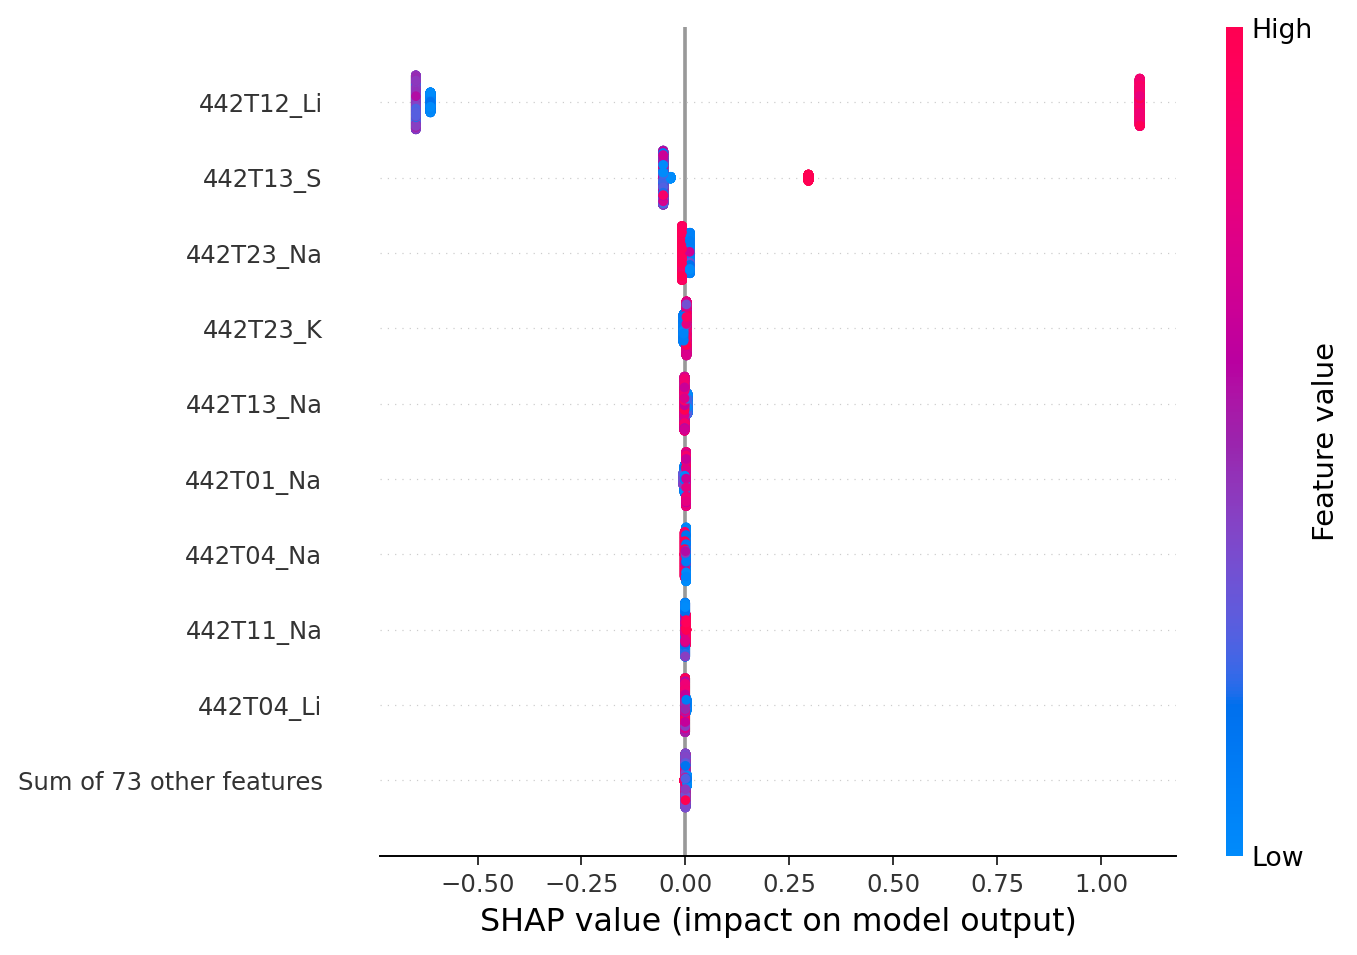 High
442T12_Li
442T13_S
442T23_Na
442T23_K
442T13_Na
442T01_Na
442T04_Na
442T11_Na
442T04_Li
Sum of 73 other features
Feature value
Low
−0.50 −0.25 0.00 0.25 0.50 0.75 1.00
SHAP value (impact on model output)